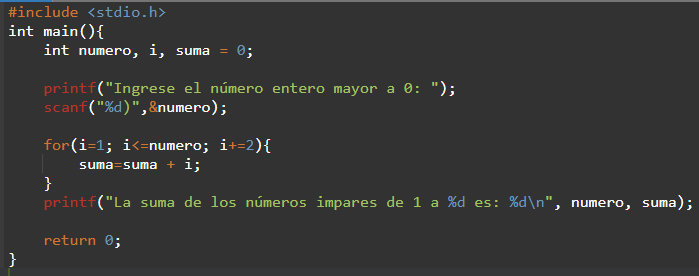 #include <stdio.h>
int main(){
    int numero, i, suma = 0;
    printf("Ingrese el número entero mayor a 0: ");
    scanf("%d)",&numero);
    for(i=1; i<=numero; i+=2){
        suma=suma + i;
    }
    printf("La suma de los números impares de 1 a %d es: %d\n", numero, suma);
    return 0;
}